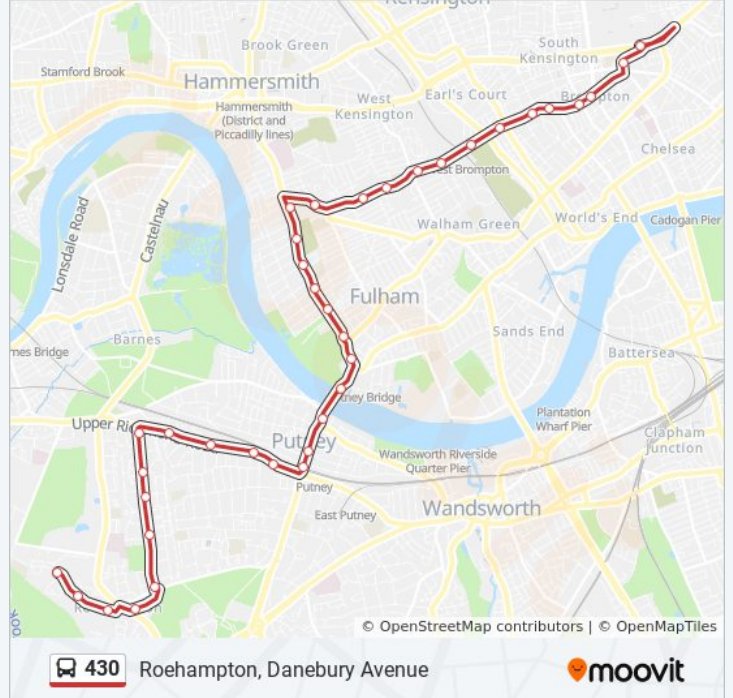 Kensington
South
Kensington
Brook Green
Stamford Brook
Hammersmith
Hammersmith
(District and
Piccadilly lines)
West
Kensington
Earl's Court
Brompton
Chelsea
West Brompton
Lonsdale Road
Castelnau
Walham Green
World's End
Cadogan Pier
Fulham
Sands End
Barnes
mes Bridge
Battersea
tney Bridge
Plantation
Wharf Pier
Upper Ri
Putney
Clapham
Junction
Wandsworth Riverside
Quarter Pier
Putney
East Putney
Wandsworth
© OpenStreetMap contributors | © OpenMapTiles
430 Roehampton, Danebury Avenue
moovit